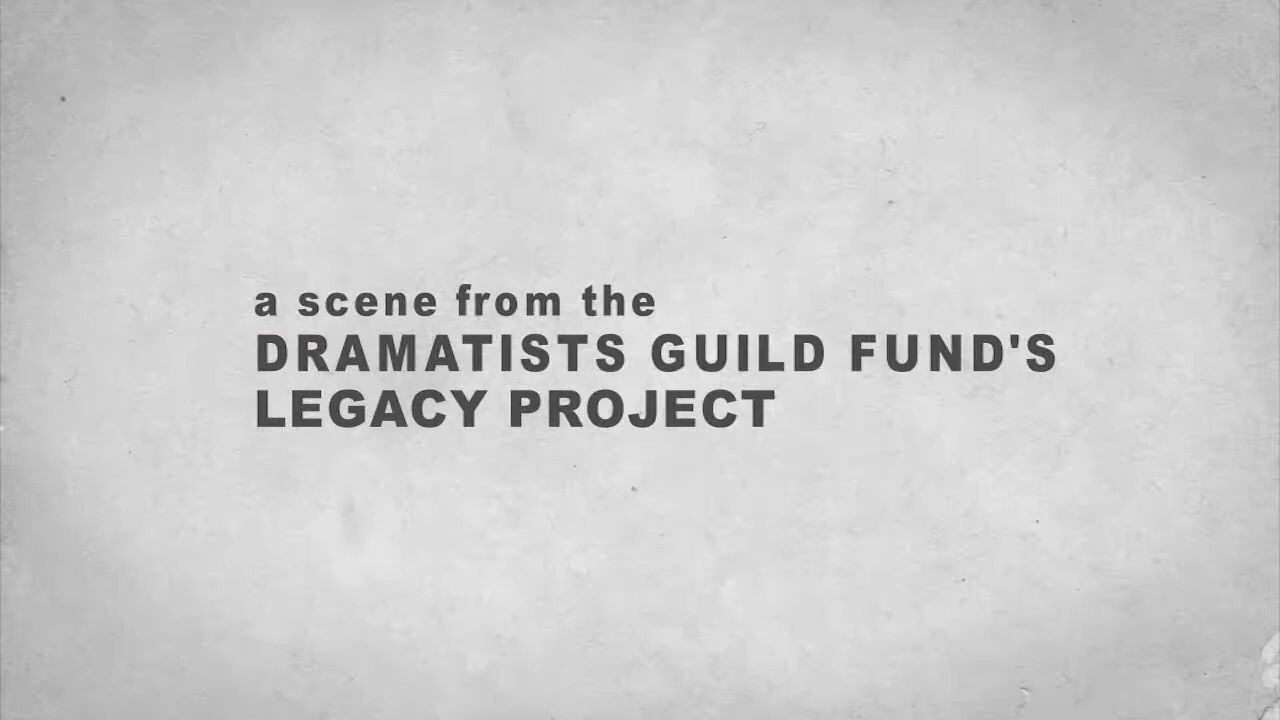 a scene from the
DRAMATISTS GUILD FUND'S
LEGACY PROJECT